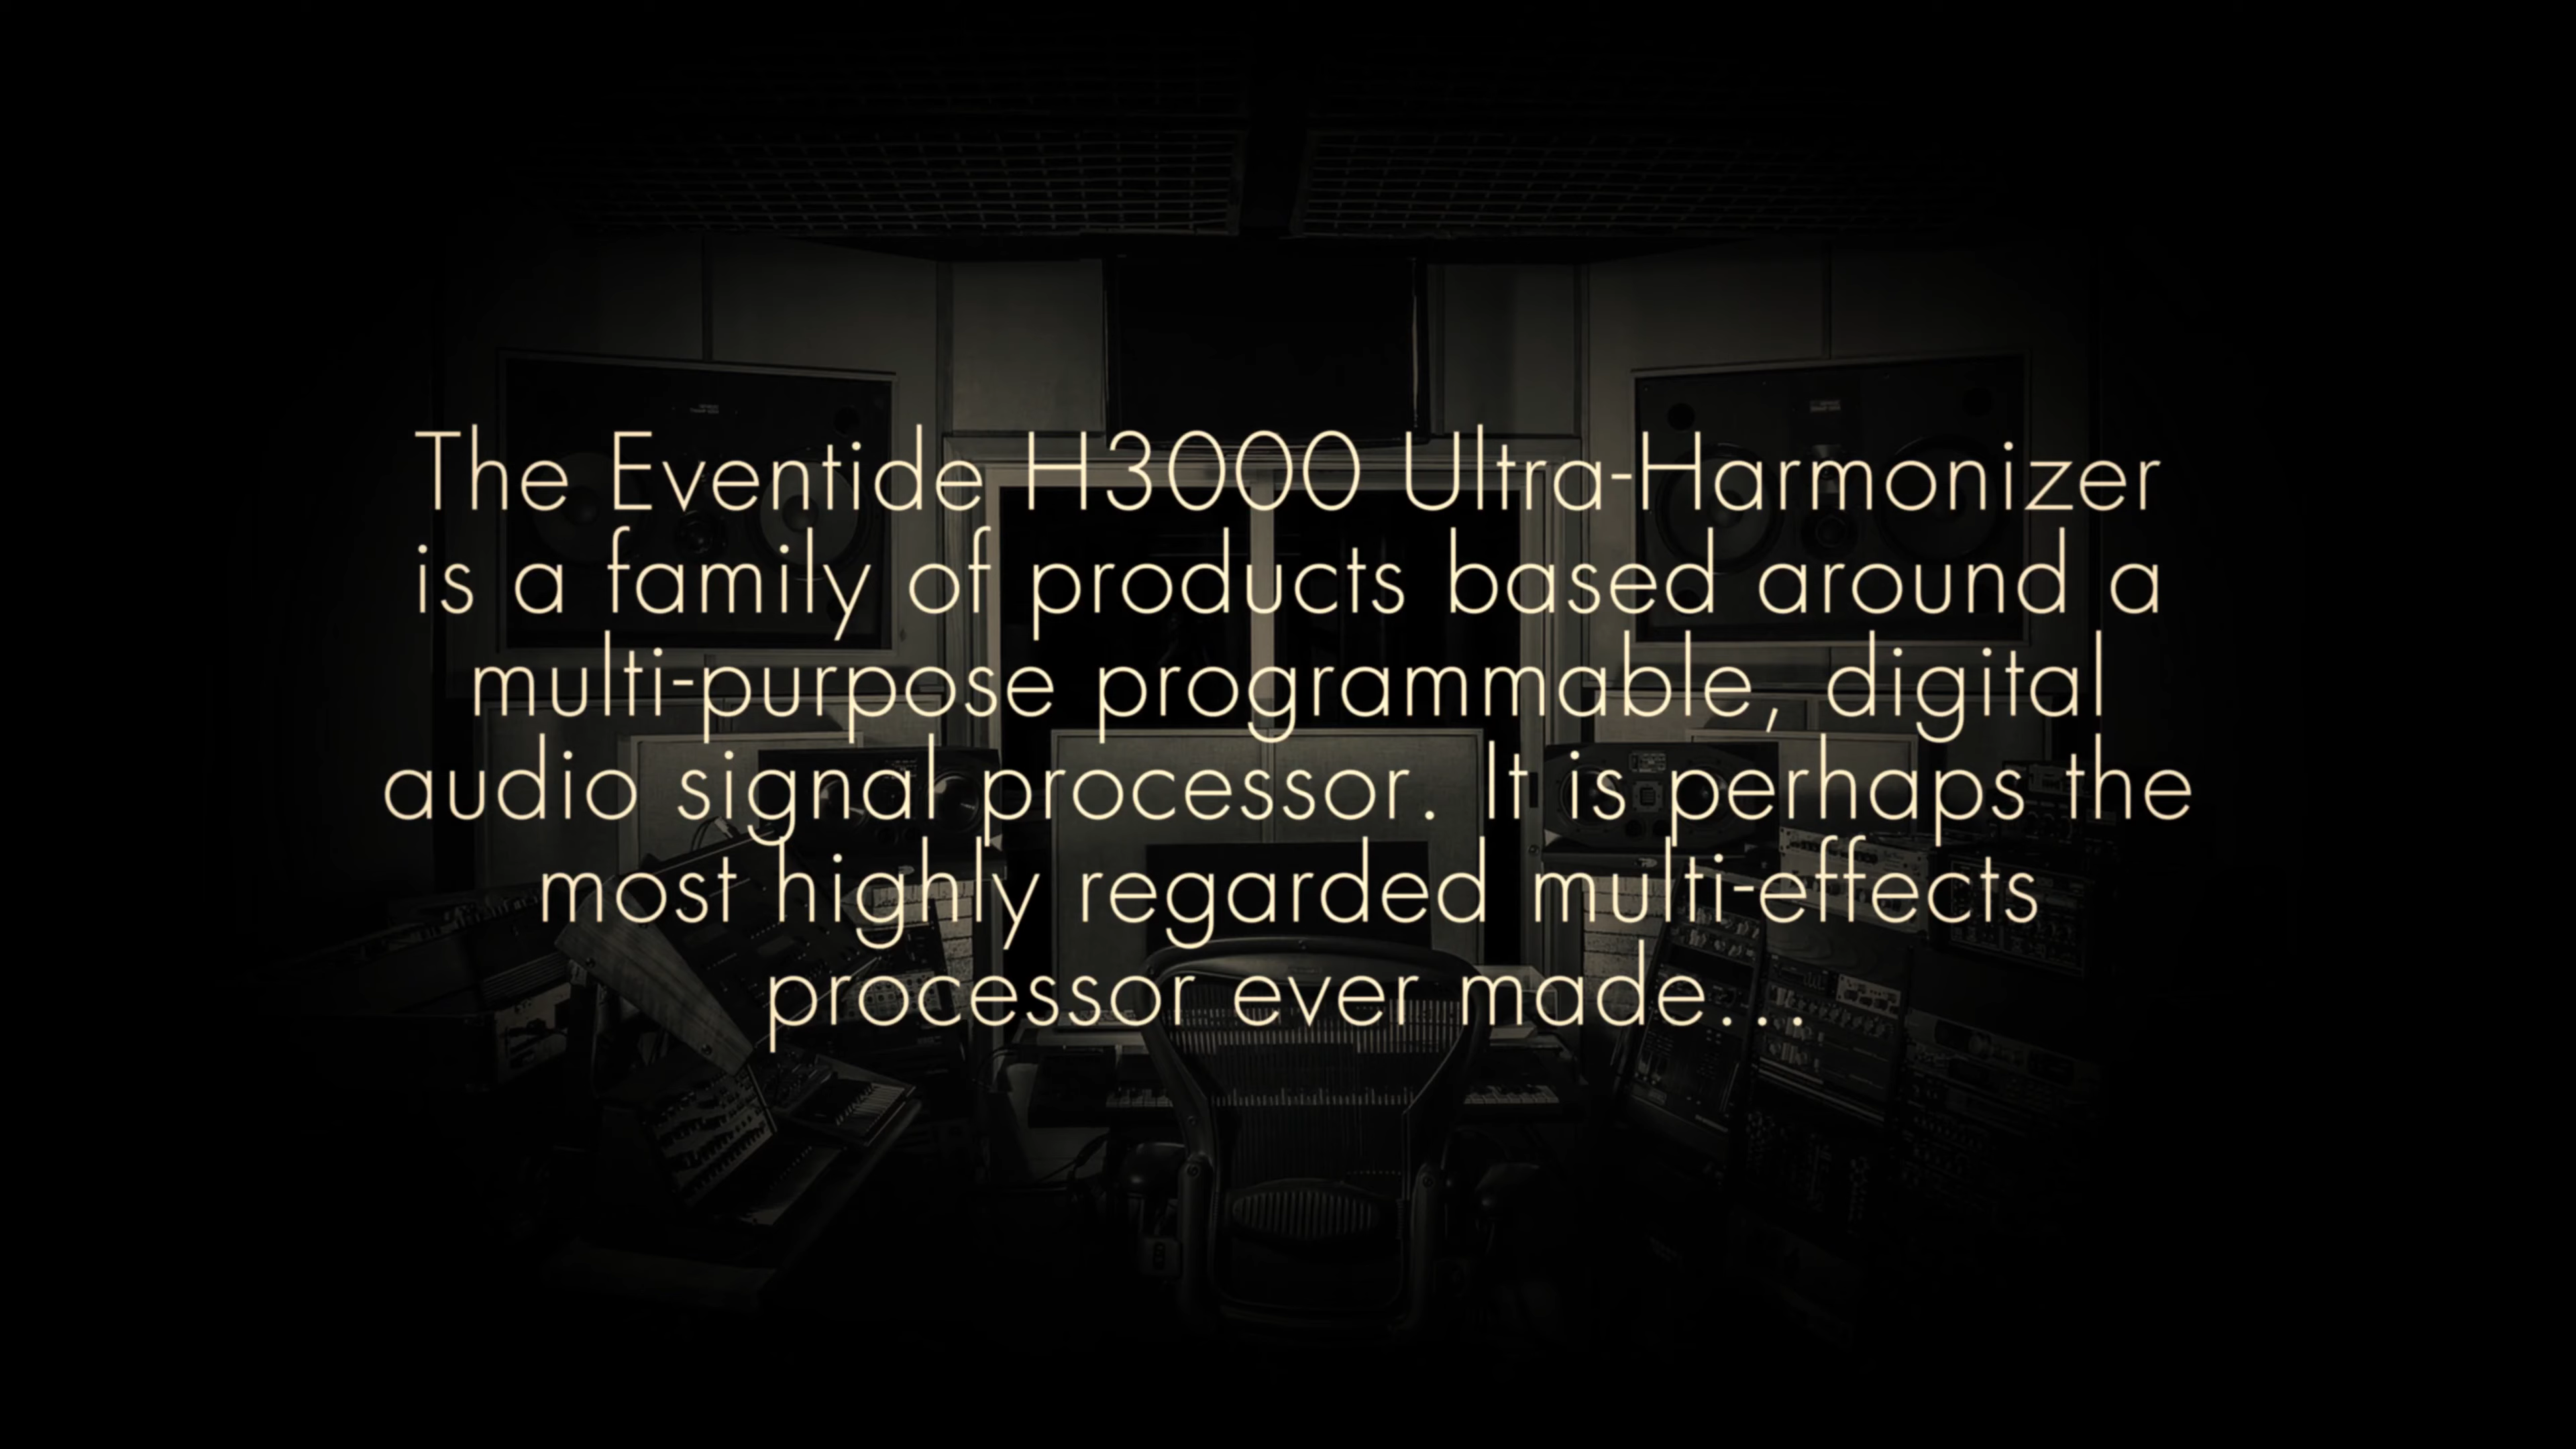 The Eventide H3000 Ultra-Harmonizer
is a family of products based around a
multi-purpose programmable, digital
audio signal processor. It is perhaps the
most highly regarded multi-effects
processor ever made...